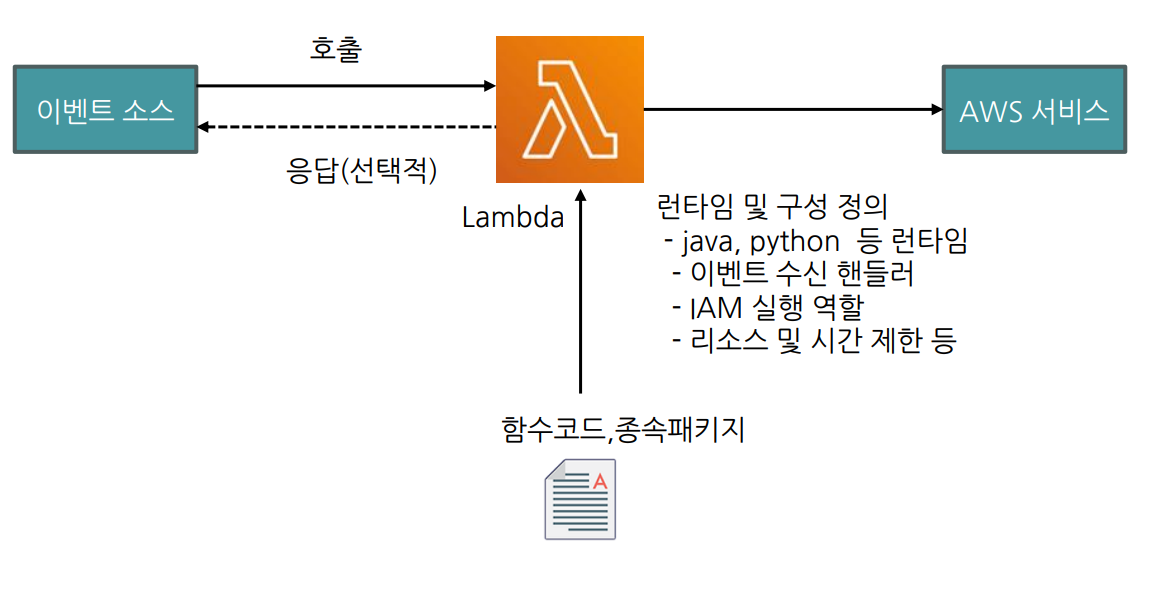 호출
이벤트 소스
AWS 서비스
응답(선택적)
Lambda
런타임 및 구성 정의
- java, python 등 런타임
- 이벤트 수신 핸들러
- IAM 실행 역할
- 리소스 및 시간 제한 등
함수코드,종속패키지
A